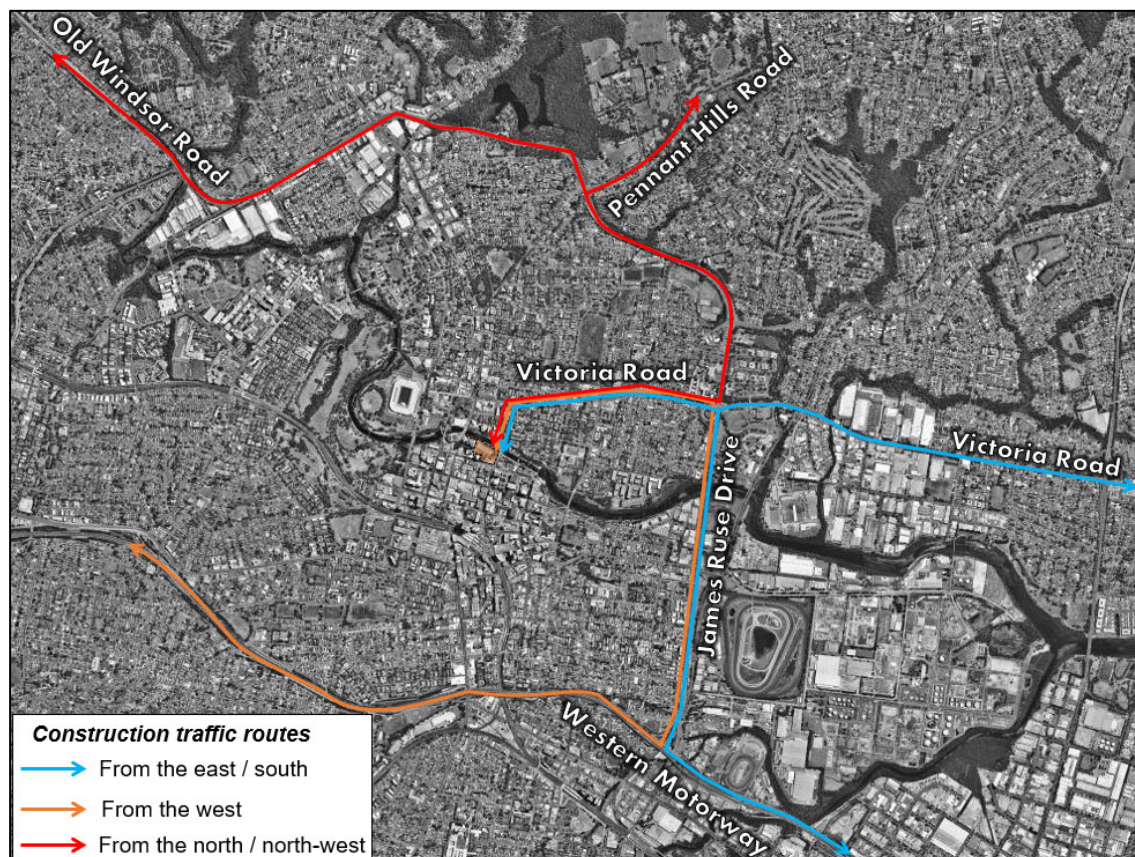 Old Windsor Road
Pennant Hills Road
Victoria Road
Victoria Road
James Ruse Drive
Western Motorway
Construction traffic routes
From the east / south
From the west
From the north / north-west